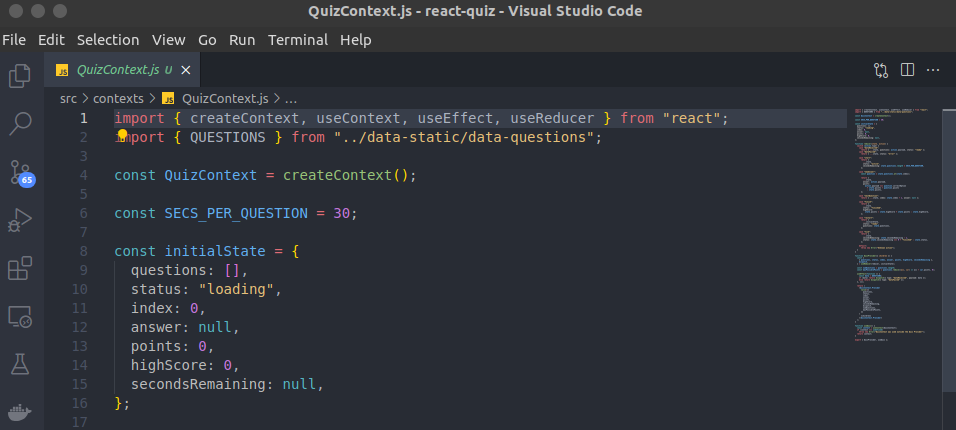 QuizContext.js - react-quiz - Visual Studio Code
File Edit Selection View Go Run Terminal Help
JS QuizContext.js U
src > contexts > JS QuizContext.js > ...
1 import { createContext, useContext, useEffect, useReducer } from "react";
2 import { QUESTIONS } from "../data-static/data-questions";
3
4 const QuizContext = createContext();
5
6 const SECS_PER_QUESTION = 30;
7
8 const initialState = {
9 questions: [],
10 status: "loading",
11 index: 0,
12 answer: null,
13 points: 0,
14 highScore: 0,
15 secondsRemaining: null,
16 };
17
65